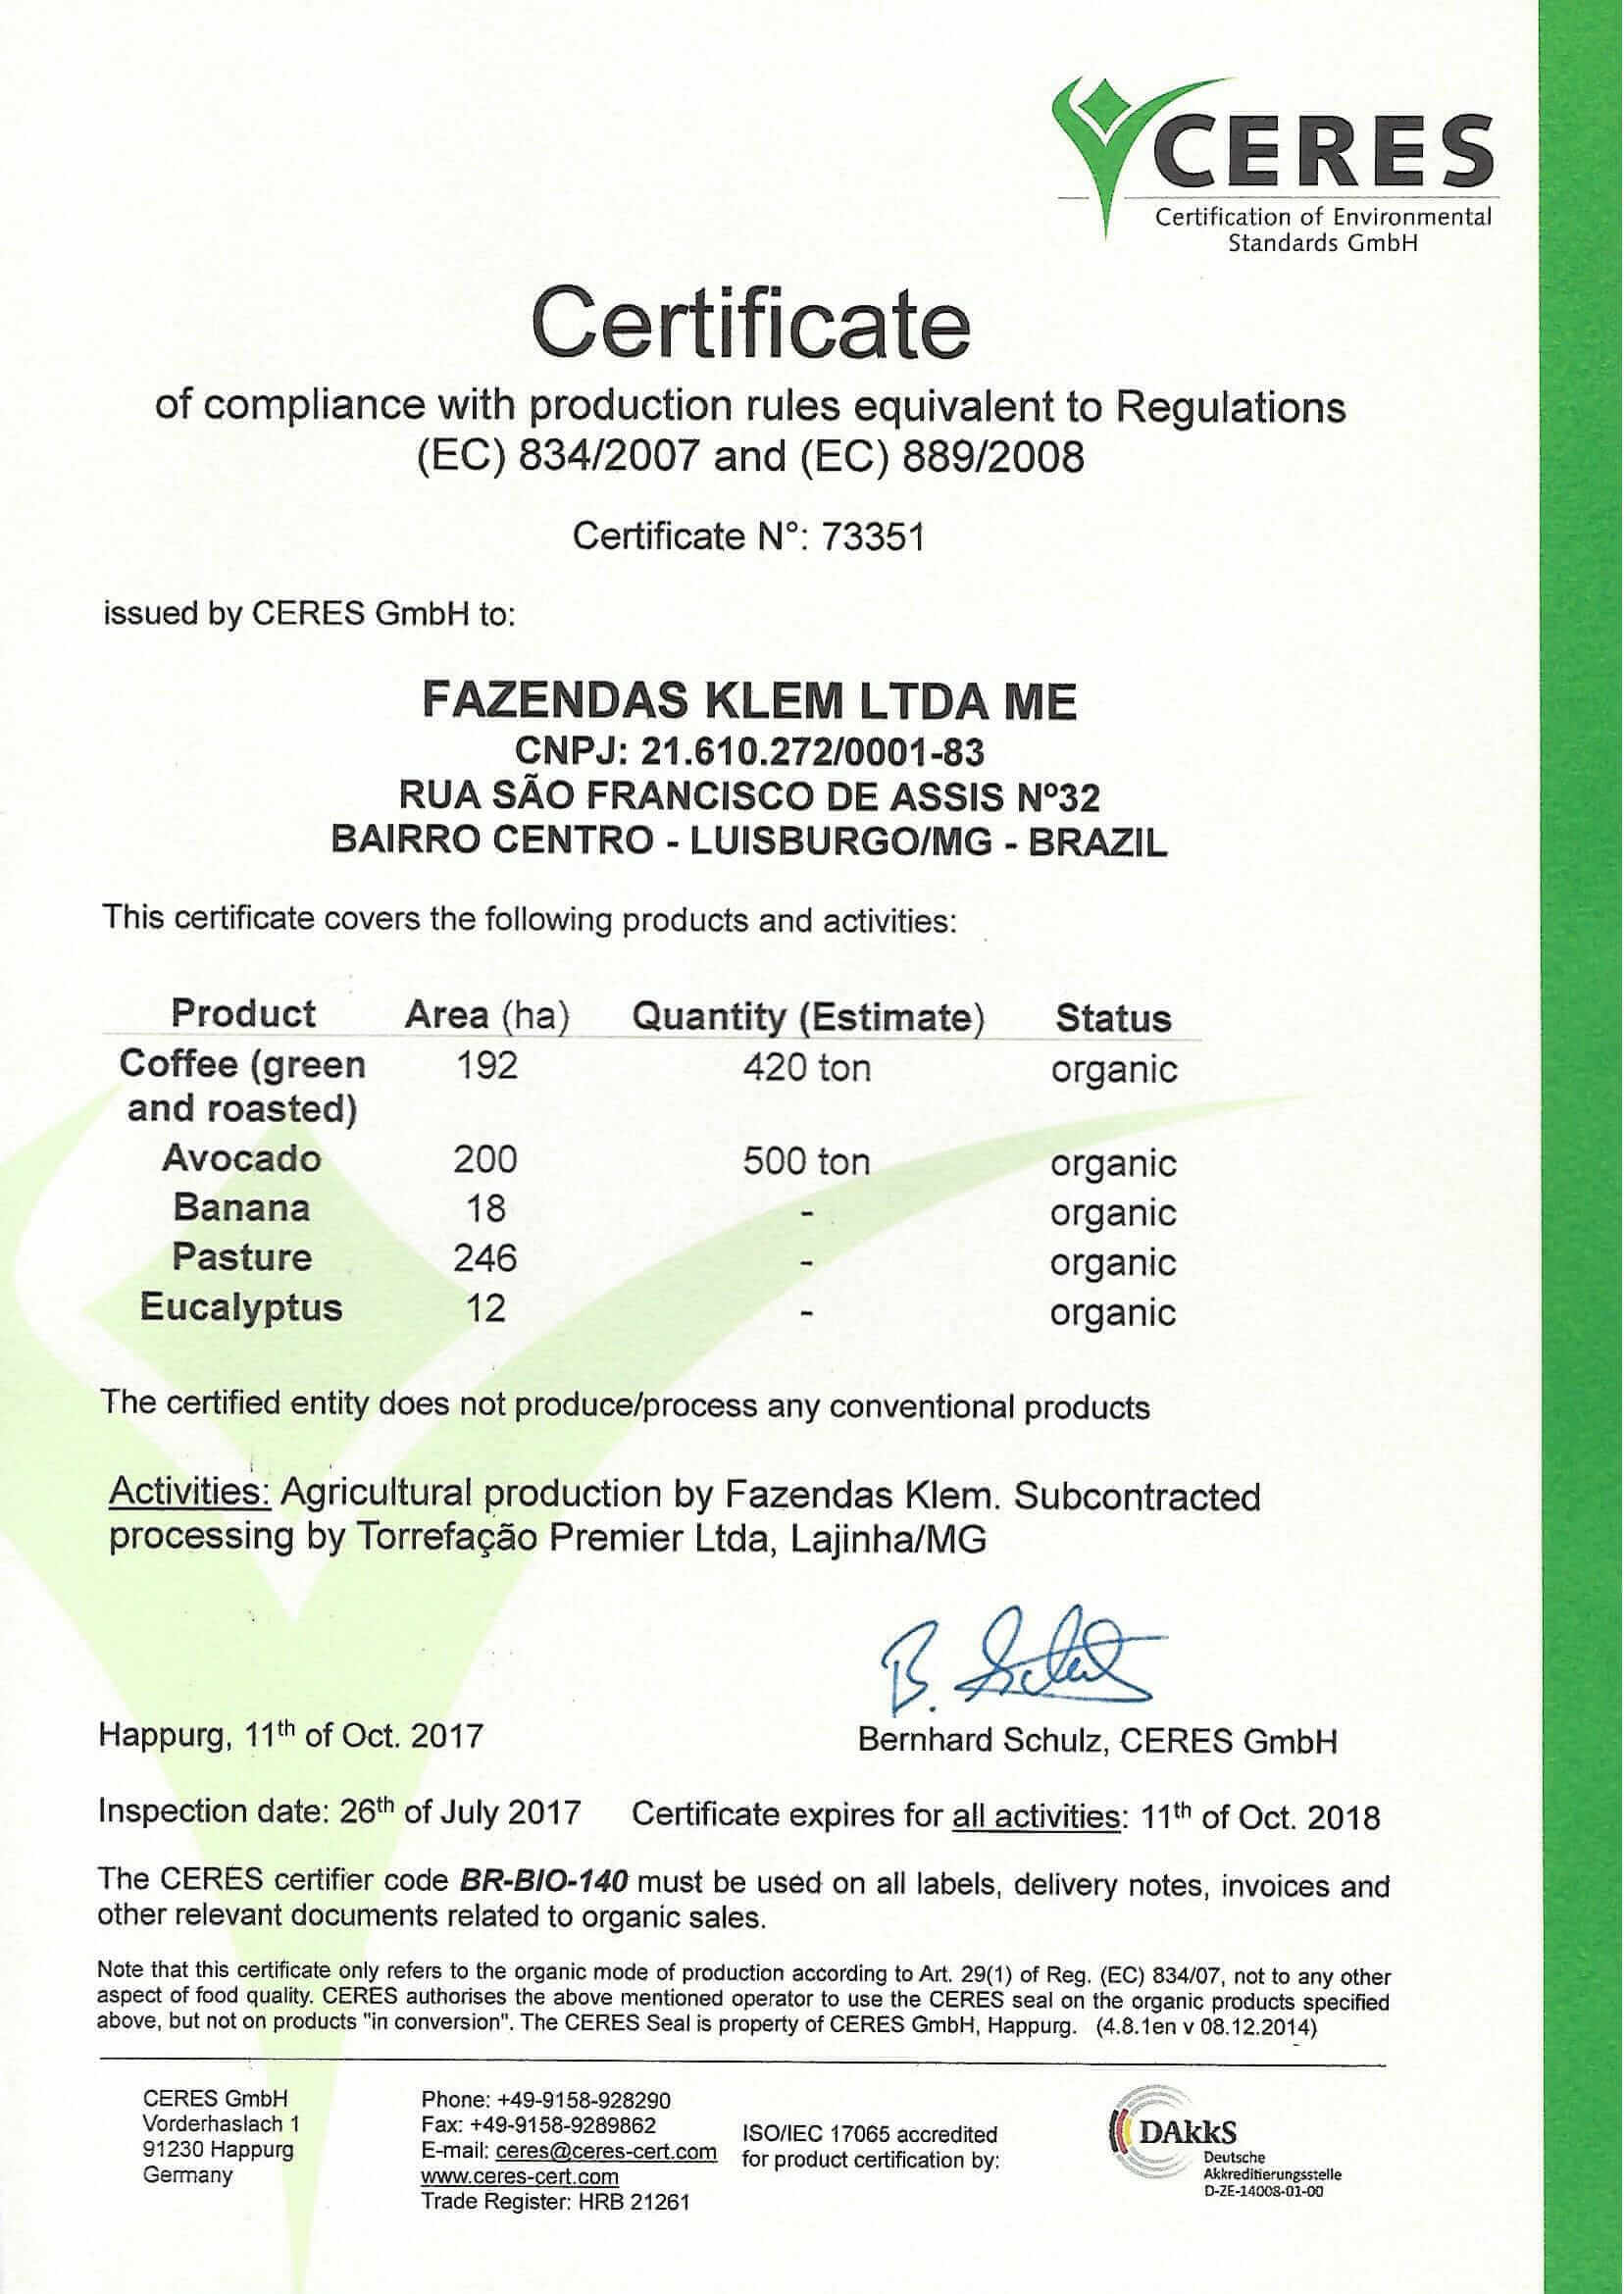 CERES
Certification of Environmental
Standards GmbH
Certificate
of compliance with production rules equivalent to Regulations
(EC) 834/2007 and (EC) 889/2008
Certificate N°: 73351
issued by CERES GmbH to:
FAZENDAS KLEM LTDA ME
CNPJ: 21.610.272/0001-83
RUA SÃO FRANCISCO DE ASSIS Nº32
BAIRRO CENTRO - LUISBURGO/MG - BRAZIL
This certificate covers the following products and activities:
Product Area (ha) Quantity (Estimate) Status
Coffee (green 192 420 ton organic
and roasted)
Avocado 200 500 ton organic
Banana 18 - organic
Pasture 246 - organic
Eucalyptus 12 - organic
The certified entity does not produce/process any conventional products
Activities: Agricultural production by Fazendas Klem. Subcontracted
processing by Torrefação Premier Ltda, Lajinha/MG
B. Schulz
Happurg, 11th of Oct. 2017 Bernhard Schulz, CERES GmbH
Inspection date: 26th of July 2017 Certificate expires for all activities: 11th of Oct. 2018
The CERES certifier code BR-BIO-140 must be used on all labels, delivery notes, invoices and
other relevant documents related to organic sales.
Note that this certificate only refers to the organic mode of production according to Art. 29(1) of Reg. (EC) 834/07, not to any other
aspect of food quality. CERES authorises the above mentioned operator to use the CERES seal on the organic products specified
above, but not on products "in conversion". The CERES Seal is property of CERES GmbH, Happurg. (4.8.1en v 08.12.2014)
CERES GmbH
Vorderhaslach 1
91230 Happurg
Germany
Phone: +49-9158-928290
Fax: +49-9158-9289862
E-mail: ceres@ceres-cert.com
www.ceres-cert.com
Trade Register: HRB 21261
ISO/IEC 17065 accredited
for product certification by:
DAkkS
Deutsche
Akkreditierungsstelle
D-ZE-14008-01-00